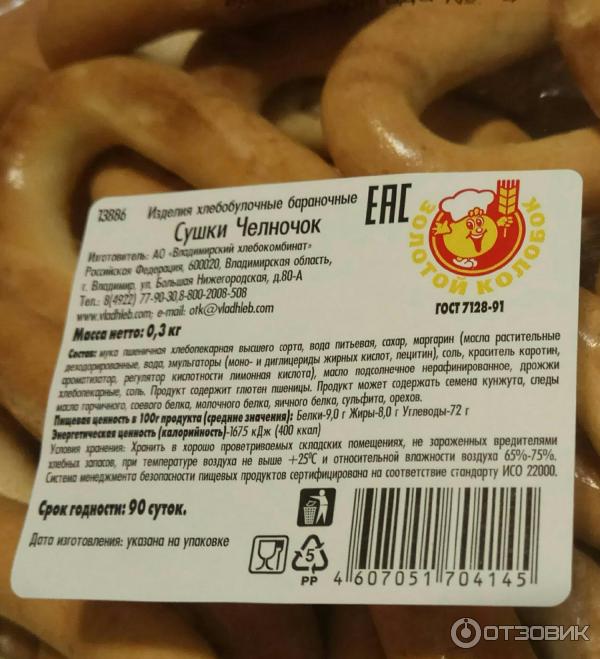 13886
Изделия хлебобулочные бараночные
Сушки Челночок
EAC
ЗОЛОТОЙ КОЛОБОК
ГОСТ 7128-91
Изготовитель: АО «Владимирский хлебокомбинат»
Российская Федерация, 600020, Владимирская область,
г. Владимир, ул. Большая Нижегородская, д.80-А
Тел.: 8(4922) 77-90-30,8-800-2008-508
www.vladhleb.com; e-mail: otk@vladhleb.com
Масса нетто: 0,3 кг
Состав: мука пшеничная хлебопекарная высшего сорта, вода питьевая, сахар, маргарин (масла растительные
дезодорированные, вода, эмульгаторы (моно- и диглицериды жирных кислот, лецитин), соль, краситель каротин,
ароматизатор, регулятор кислотности лимонная кислота), масло подсолнечное нерафинированное, дрожжи
хлебопекарные, соль. Продукт содержит глютен пшеницы. Продукт может содержать семена кунжута, следы
масла горчичного, соевого белка, молочного белка, яичного белка, сульфита, орехов.
Пищевая ценность в 100г продукта (средние значения): Белки-9,0 г Жиры-8,0 г Углеводы-72 г
Энергетическая ценность (калорийность)-1675 кДж (400 ккал)
Условия хранения: Хранить в хорошо проветриваемых складских помещениях, не зараженных вредителями
хлебных запасов, при температуре воздуха не выше +25°С и относительной влажности воздуха 65%-75%.
Система менеджмента безопасности пищевых продуктов сертифицирована на соответствие стандарту ИСО 22000.
Срок годности: 90 суток.
Дата изготовления: указана на упаковке
5
PP
4 607051 704145
ОТЗОВИК